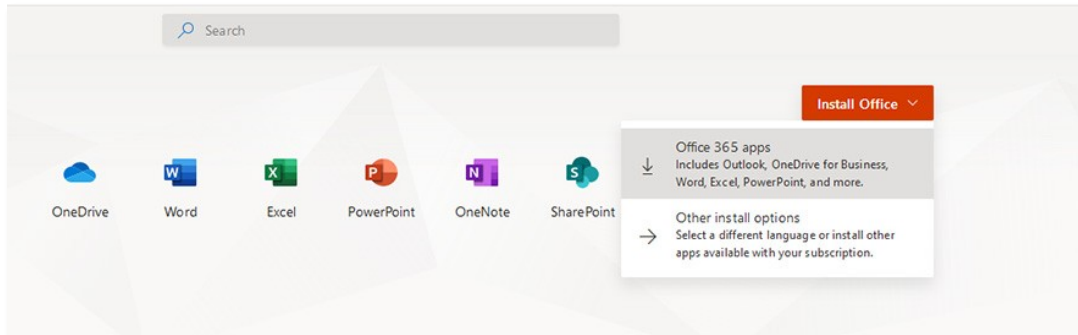 Search
Install Office
Office 365 apps
Includes Outlook, OneDrive for Business,
Word, Excel, PowerPoint, and more.
Other install options
Select a different language or install other
apps available with your subscription.
OneDrive
W
Word
X
Excel
P
PowerPoint
N
OneNote
S
SharePoint